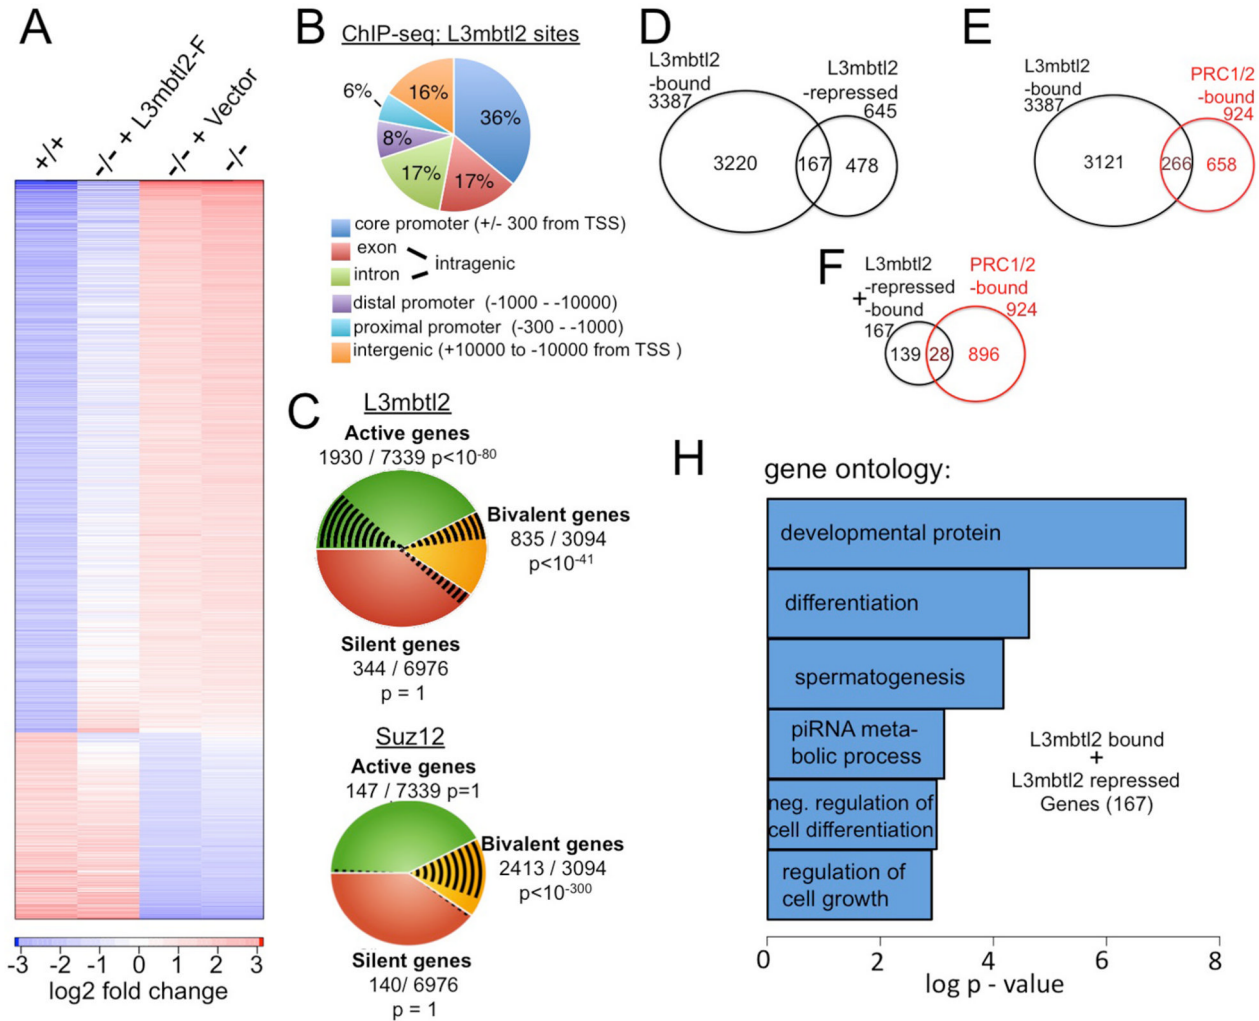 A
+/+
-/- + L3mbtl2-F
-/- + Vector
-/-
-3 -2 -1 0 1 2 3
log2 fold change
B
ChIP-seq: L3mbtl2 sites
6%
16%
36%
8%
17%
17%
core promoter (+/- 300 from TSS)
exon
intragenic
intron
distal promoter (-1000 - -10000)
proximal promoter (-300 - -1000)
intergenic (+10000 to -10000 from TSS )
C
L3mbtl2
Active genes
1930 / 7339 p<10-80
Bivalent genes
835 / 3094
p<10-41
Silent genes
344 / 6976
p = 1
Suz12
Active genes
147 / 7339 p=1
Bivalent genes
2413 / 3094
p<10-300
Silent genes
140/ 6976
p = 1
D
L3mbtl2
-bound
3387
L3mbtl2
-repressed
645
3220
167
478
E
L3mbtl2
-bound
3387
PRC1/2
-bound
924
3121
266
658
F
L3mbtl2
-repressed
+
-bound
167
PRC1/2
-bound
924
139
28
896
H
gene ontology:
developmental protein
differentiation
spermatogenesis
piRNA meta-
bolic process
neg. regulation of
cell differentiation
regulation of
cell growth
L3mbtl2 bound
+
L3mbtl2 repressed
Genes (167)
0 2 4 6 8
log p - value